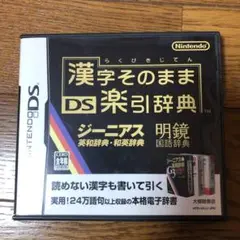 Nintendo
NINTENDO DS
らくびきじてん
漢字そのまま
DS楽引辞典
TM
ジーニアス
英和辞典・和英辞典
明鏡
国語辞典
読めない漢字も書いて引く
実用!24万語句以上収録の本格電子辞書